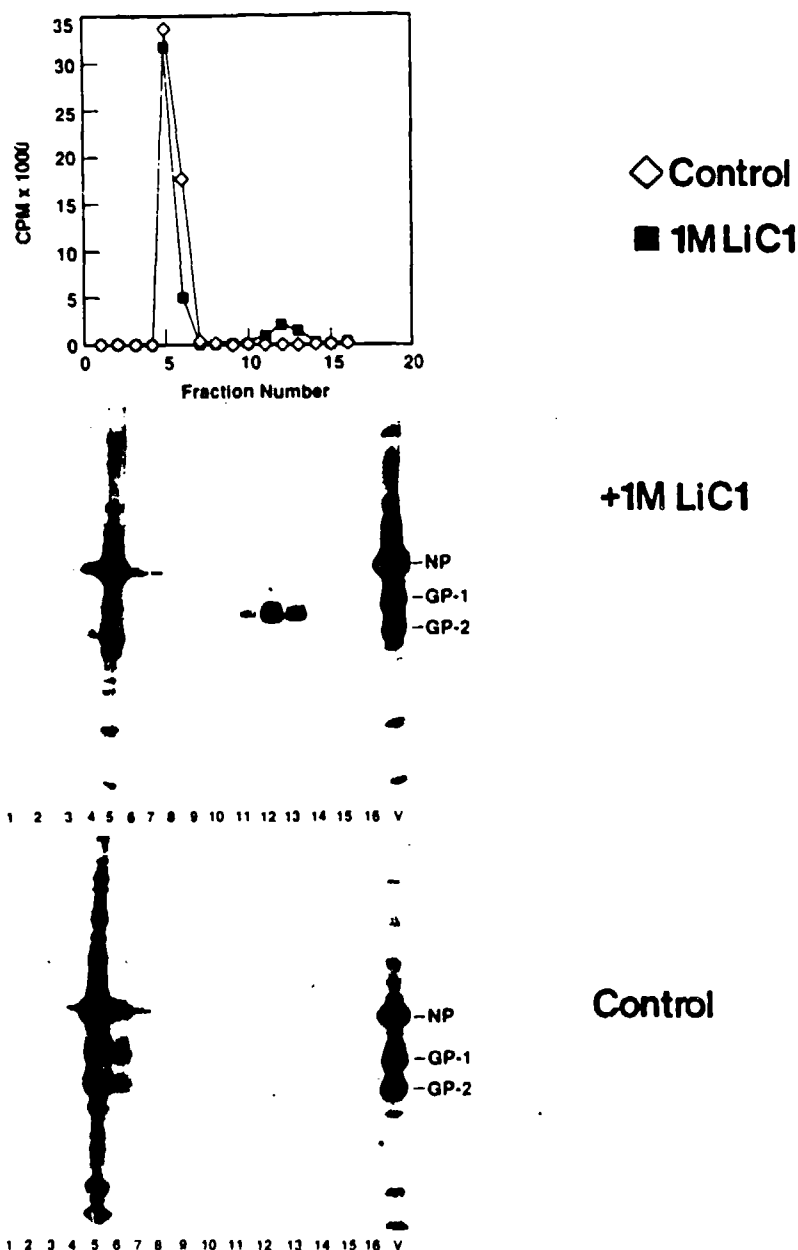 35
30
25
20
15
10
5
0
CPM x 1000
0 5 10 15 20
Fraction Number
Control
1M LiC1
+1M LiC1
NP
GP-1
GP-2
1 2 3 4 5 6 7 8 9 10 11 12 13 14 15 16 V
Control
NP
GP-1
GP-2
1 2 3 4 5 6 7 8 9 10 11 12 13 14 15 16 V